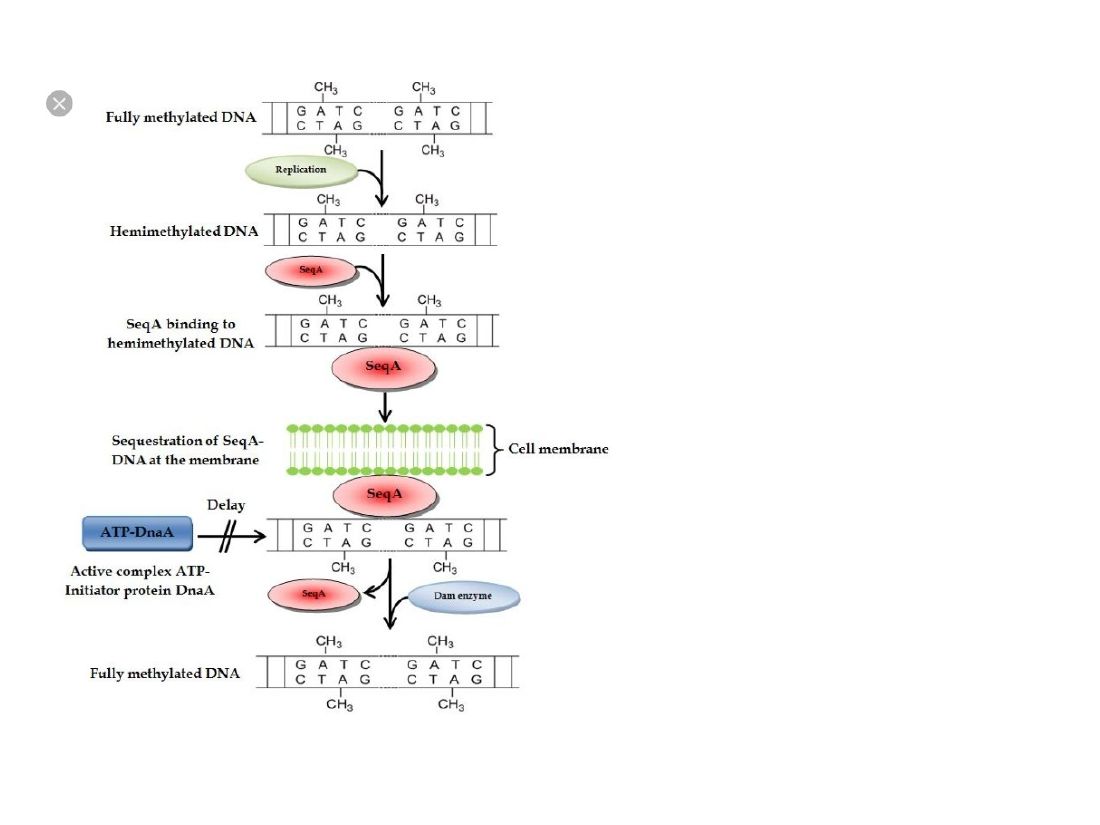 CH3 CH3
Fully methylated DNA
G A T C G A T C
C T A G C T A G
CH3 CH3
Replication
CH3 CH3
Hemimethylated DNA
G A T C G A T C
C T A G C T A G
SeqA
CH3 CH3
SeqA binding to
hemimethylated DNA
G A T C G A T C
C T A G C T A G
SeqA
Sequestration of SeqA-
DNA at the membrane
Cell membrane
SeqA
Delay
ATP-DnaA
G A T C G A T C
C T A G C T A G
CH3 CH3
Active complex ATP-
Initiator protein DnaA
SeqA
Dam enzyme
CH3 CH3
Fully methylated DNA
G A T C G A T C
C T A G C T A G
CH3 CH3